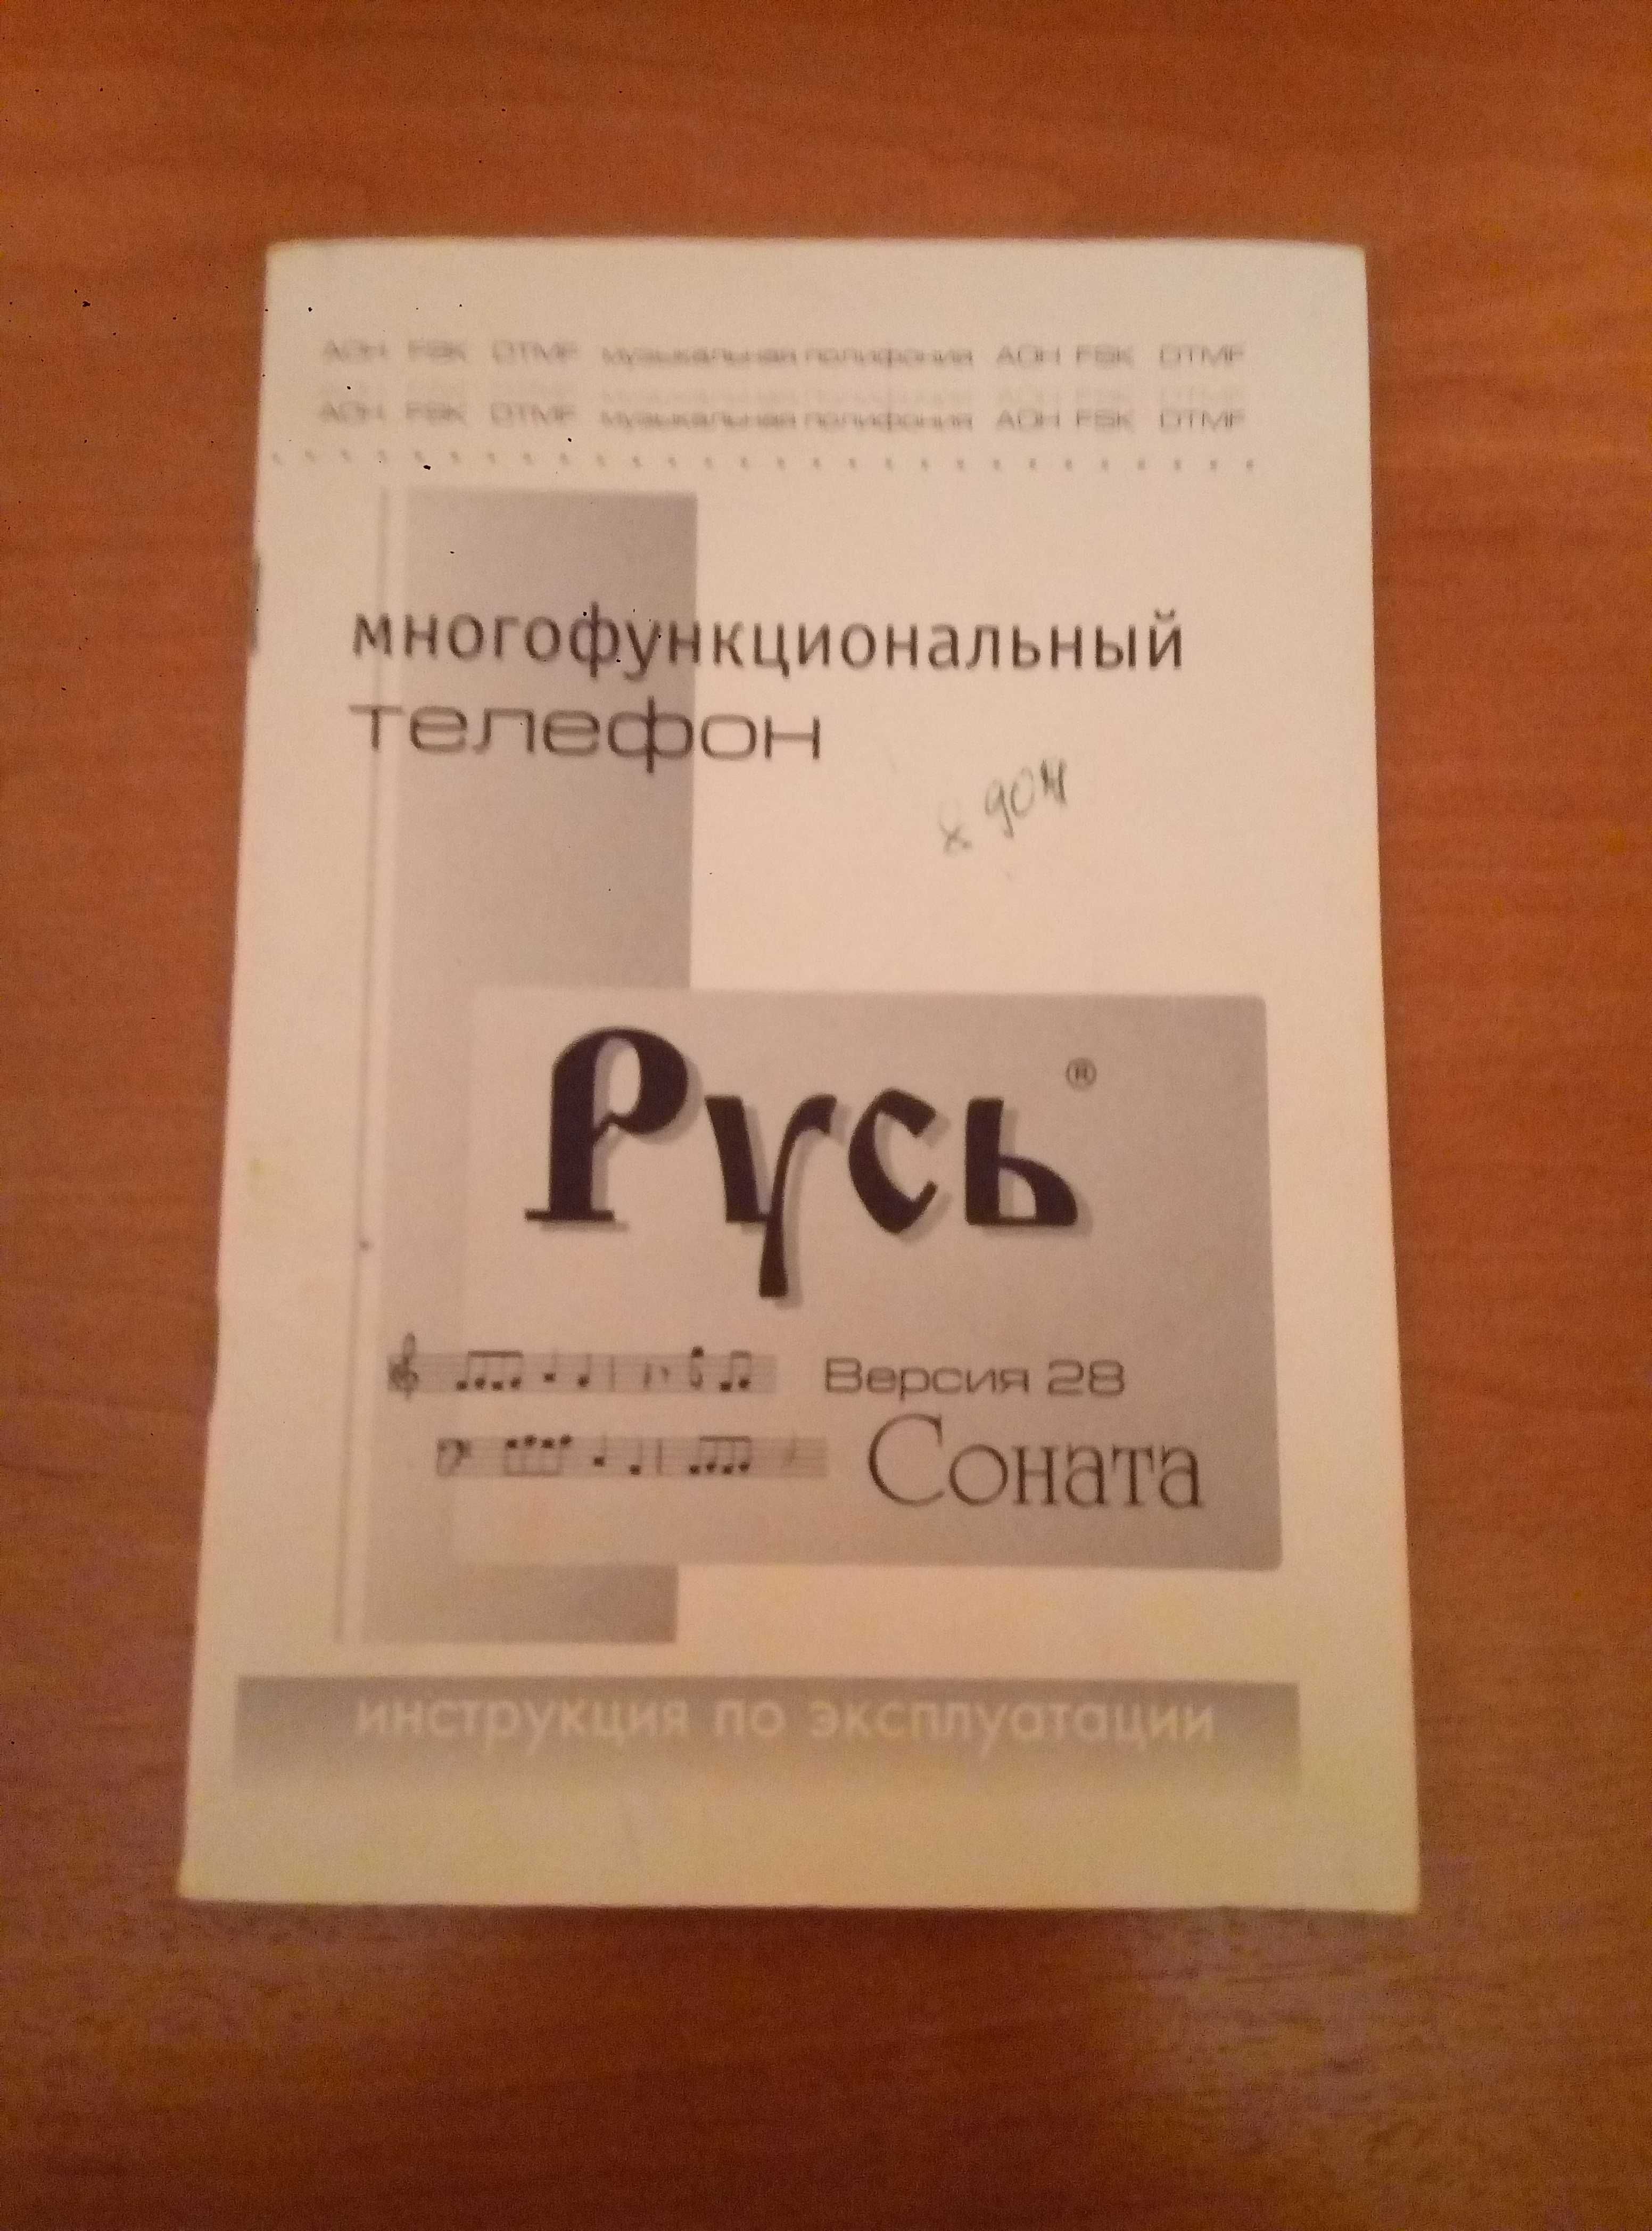 АОН FSK DTMF музыкальная полифония АОН FSK DTMF
АОН FSK DTMF музыкальная полифония АОН FSK DTMF
многофункциональный
телефон
Русь®
Версия 28
Соната
инструкция по эксплуатации